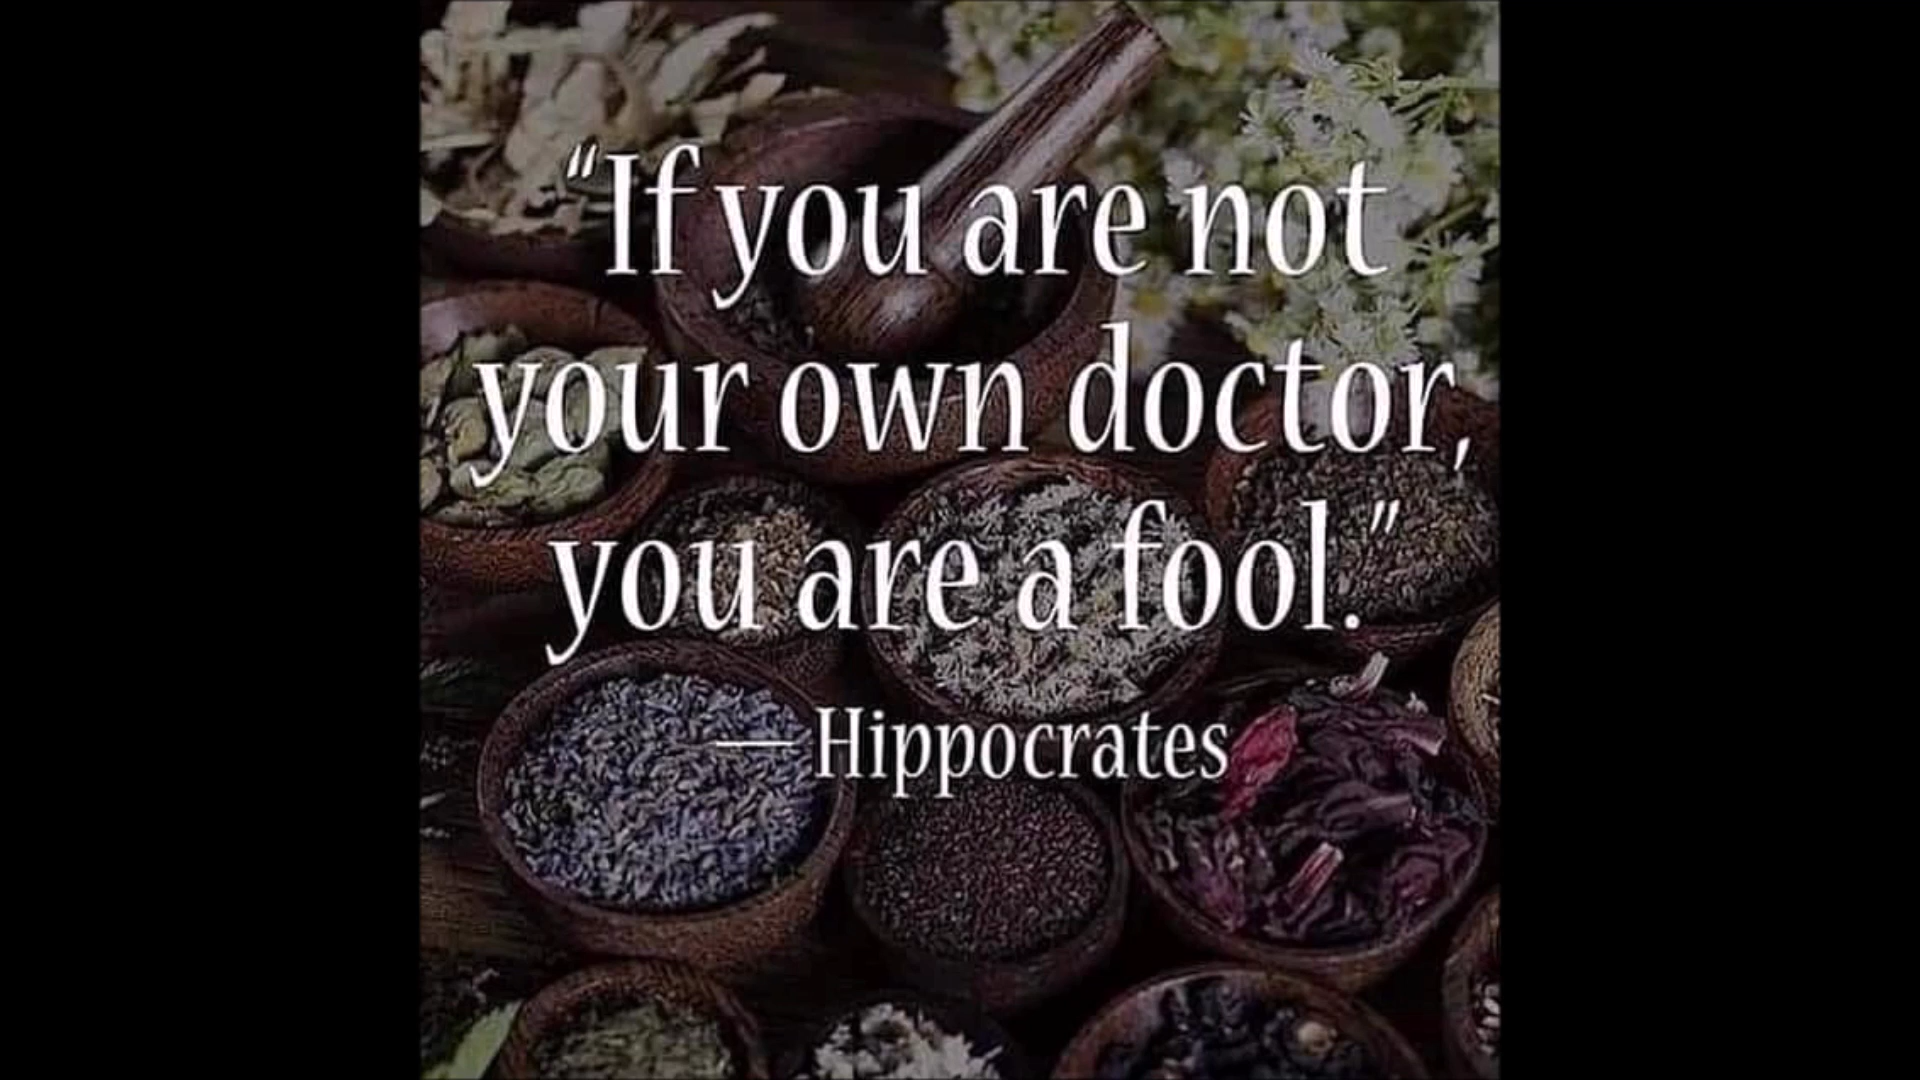 “If you are not
your own doctor,
you are a fool.”
— Hippocrates